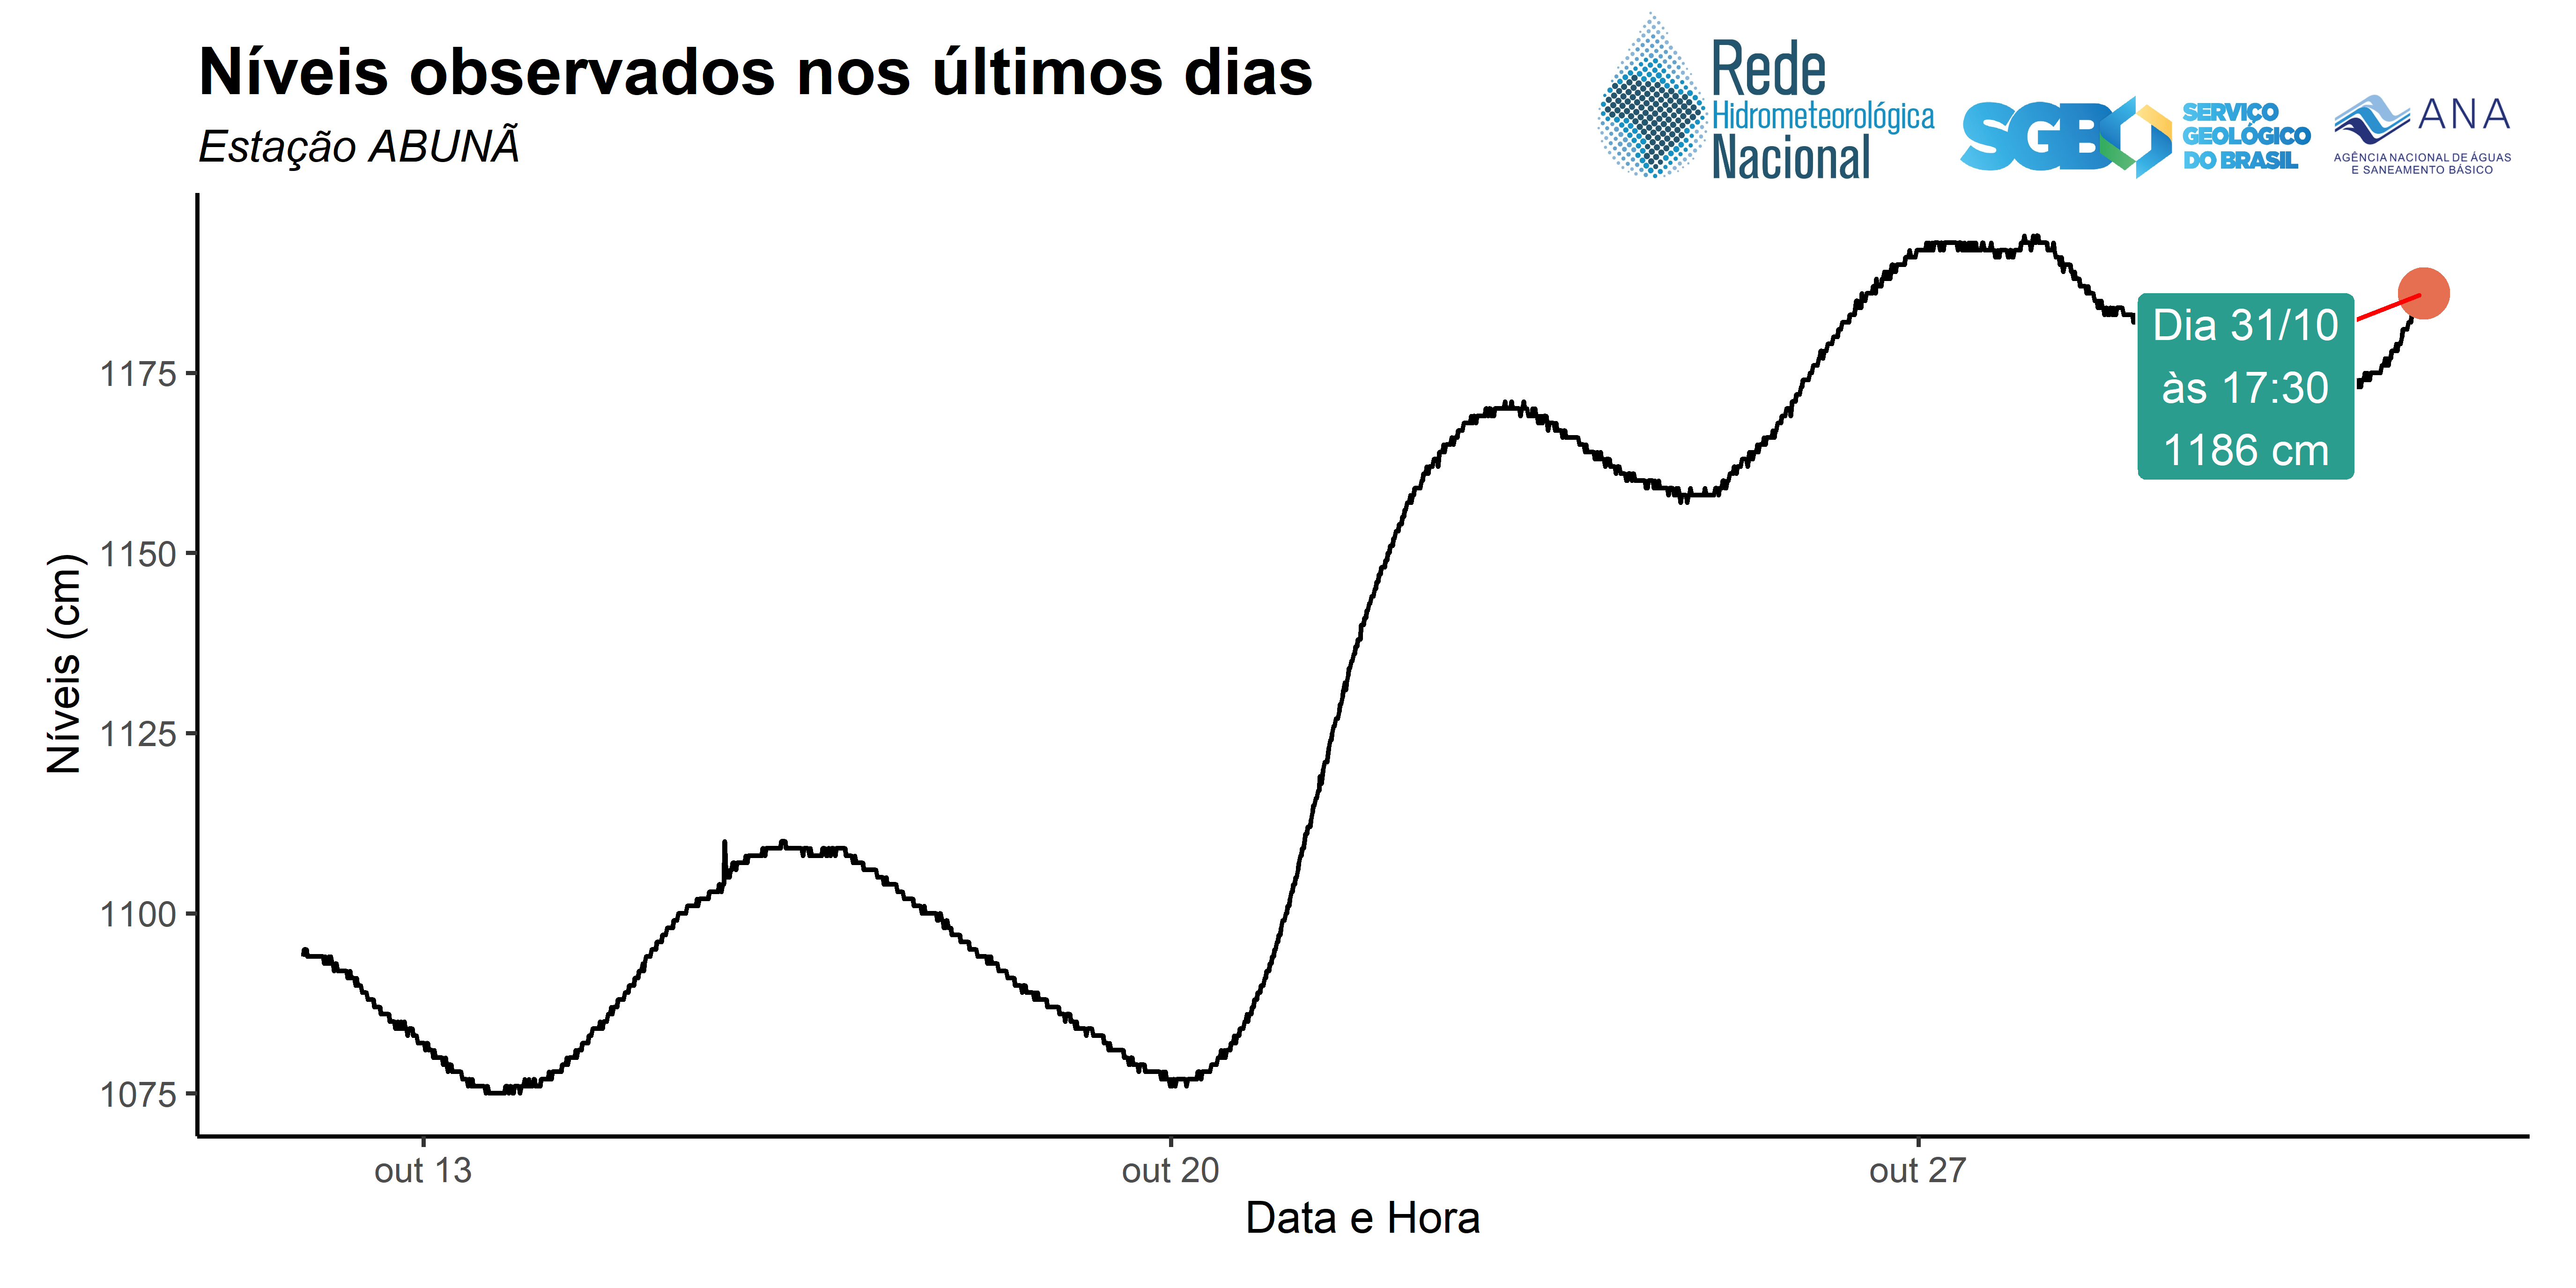 Níveis observados nos últimos dias
Estação ABUNÃ
Rede
Hidrometeorológica
Nacional
SGB
SERVIÇO
GEOLÓGICO
DO BRASIL
ANA
AGÊNCIA NACIONAL DE ÁGUAS
E SANEAMENTO BÁSICO
Níveis (cm)
1175
1150
1125
1100
1075
Dia 31/10
às 17:30
1186 cm
out 13
out 20
out 27
Data e Hora